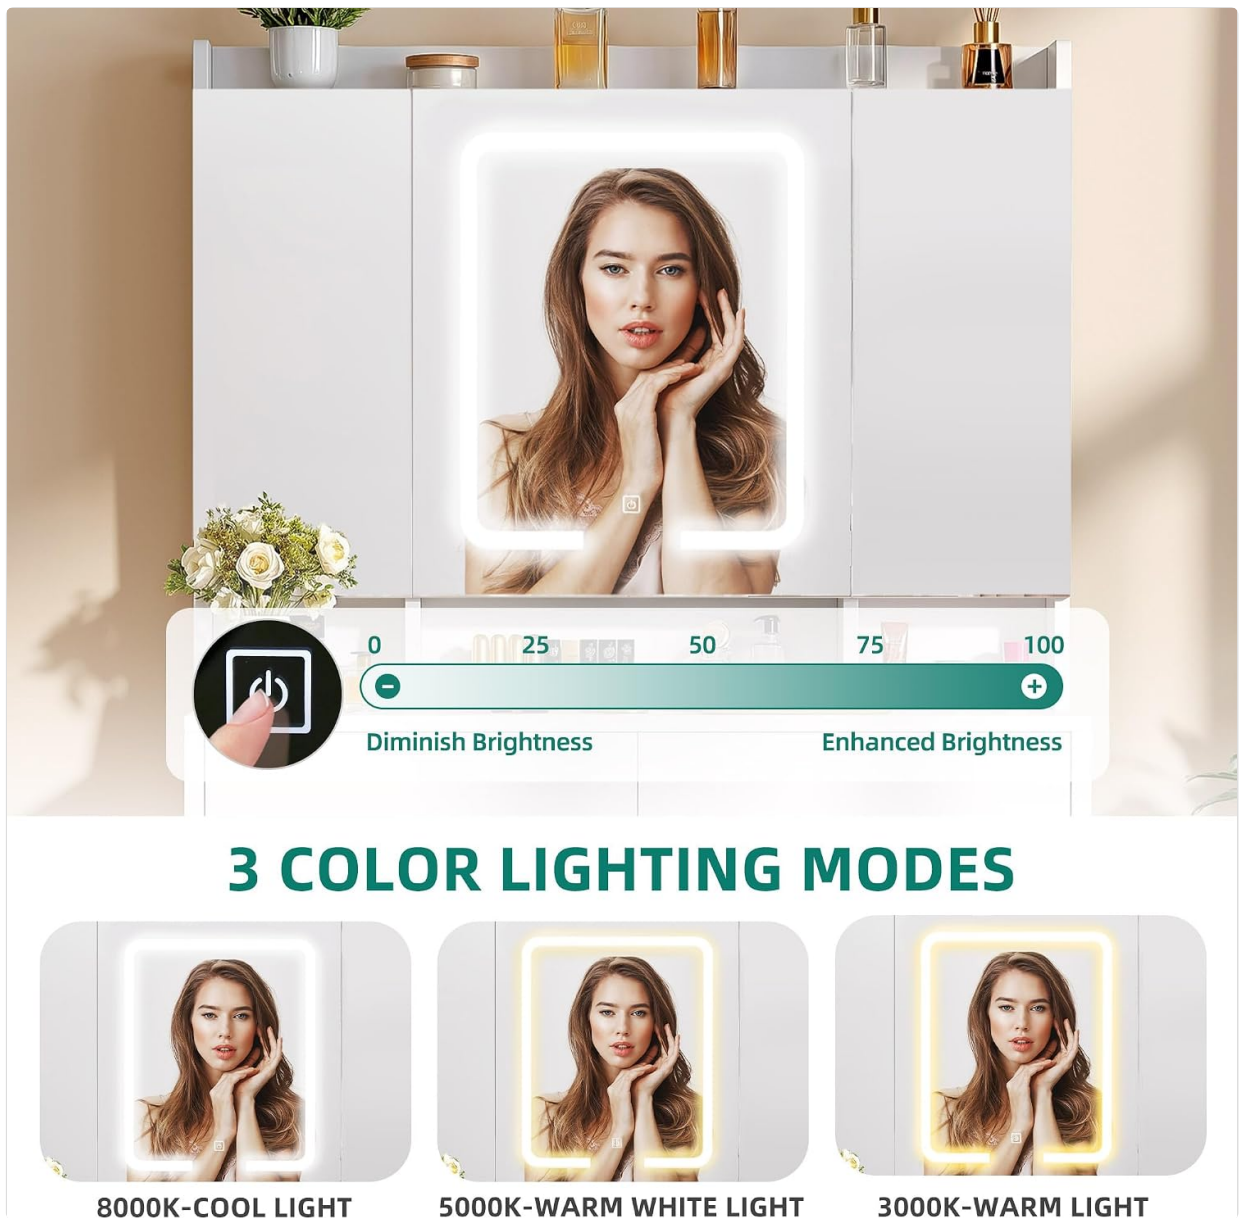 0 25 50 75 100
Diminish Brightness Enhanced Brightness
3 COLOR LIGHTING MODES
8000K-COOL LIGHT 5000K-WARM WHITE LIGHT 3000K-WARM LIGHT